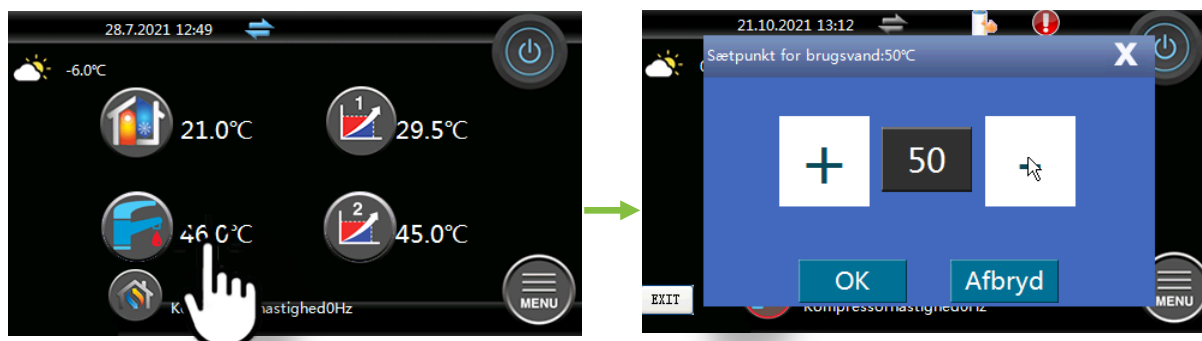 28.7.2021 12:49
-6.0℃
21.0℃
1
29.5℃
46.0℃
2
45.0℃
MENU
hastighed0Hz
21.10.2021 13:12
Sætpunkt for brugsvand:50℃
X
+
50
-
OK
Afbryd
EXIT
Kompressorhastighed0Hz
MENU